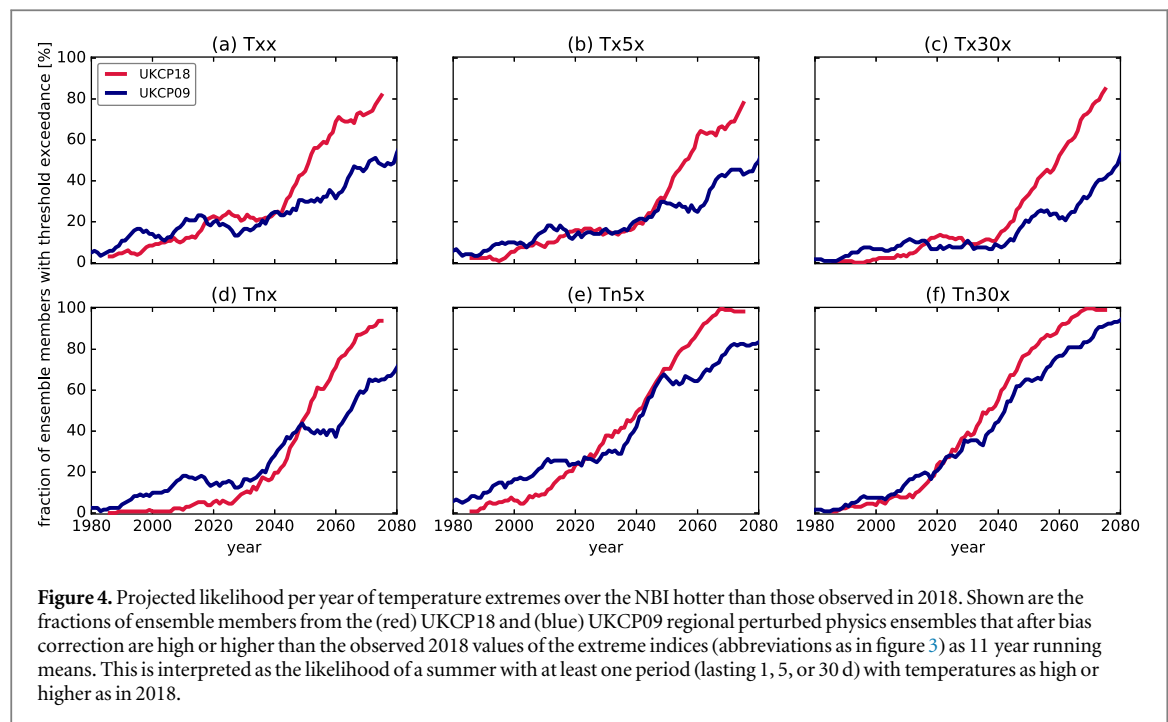 (a) Txx
(b) Tx5x
(c) Tx30x
fraction of ensemble members with threshold exceedance [%]
100
80
60
40
20
0
UKCP18
UKCP09
(d) Tnx
(e) Tn5x
(f) Tn30x
100
80
60
40
20
0
1980 2000 2020 2040 2060 2080
1980 2000 2020 2040 2060 2080
1980 2000 2020 2040 2060 2080
year
year
year
Figure 4. Projected likelihood per year of temperature extremes over the NBI hotter than those observed in 2018. Shown are the
fractions of ensemble members from the (red) UKCP18 and (blue) UKCP09 regional perturbed physics ensembles that after bias
correction are high or higher than the observed 2018 values of the extreme indices (abbreviations as in figure 3) as 11 year running
means. This is interpreted as the likelihood of a summer with at least one period (lasting 1, 5, or 30 d) with temperatures as high or
higher as in 2018.